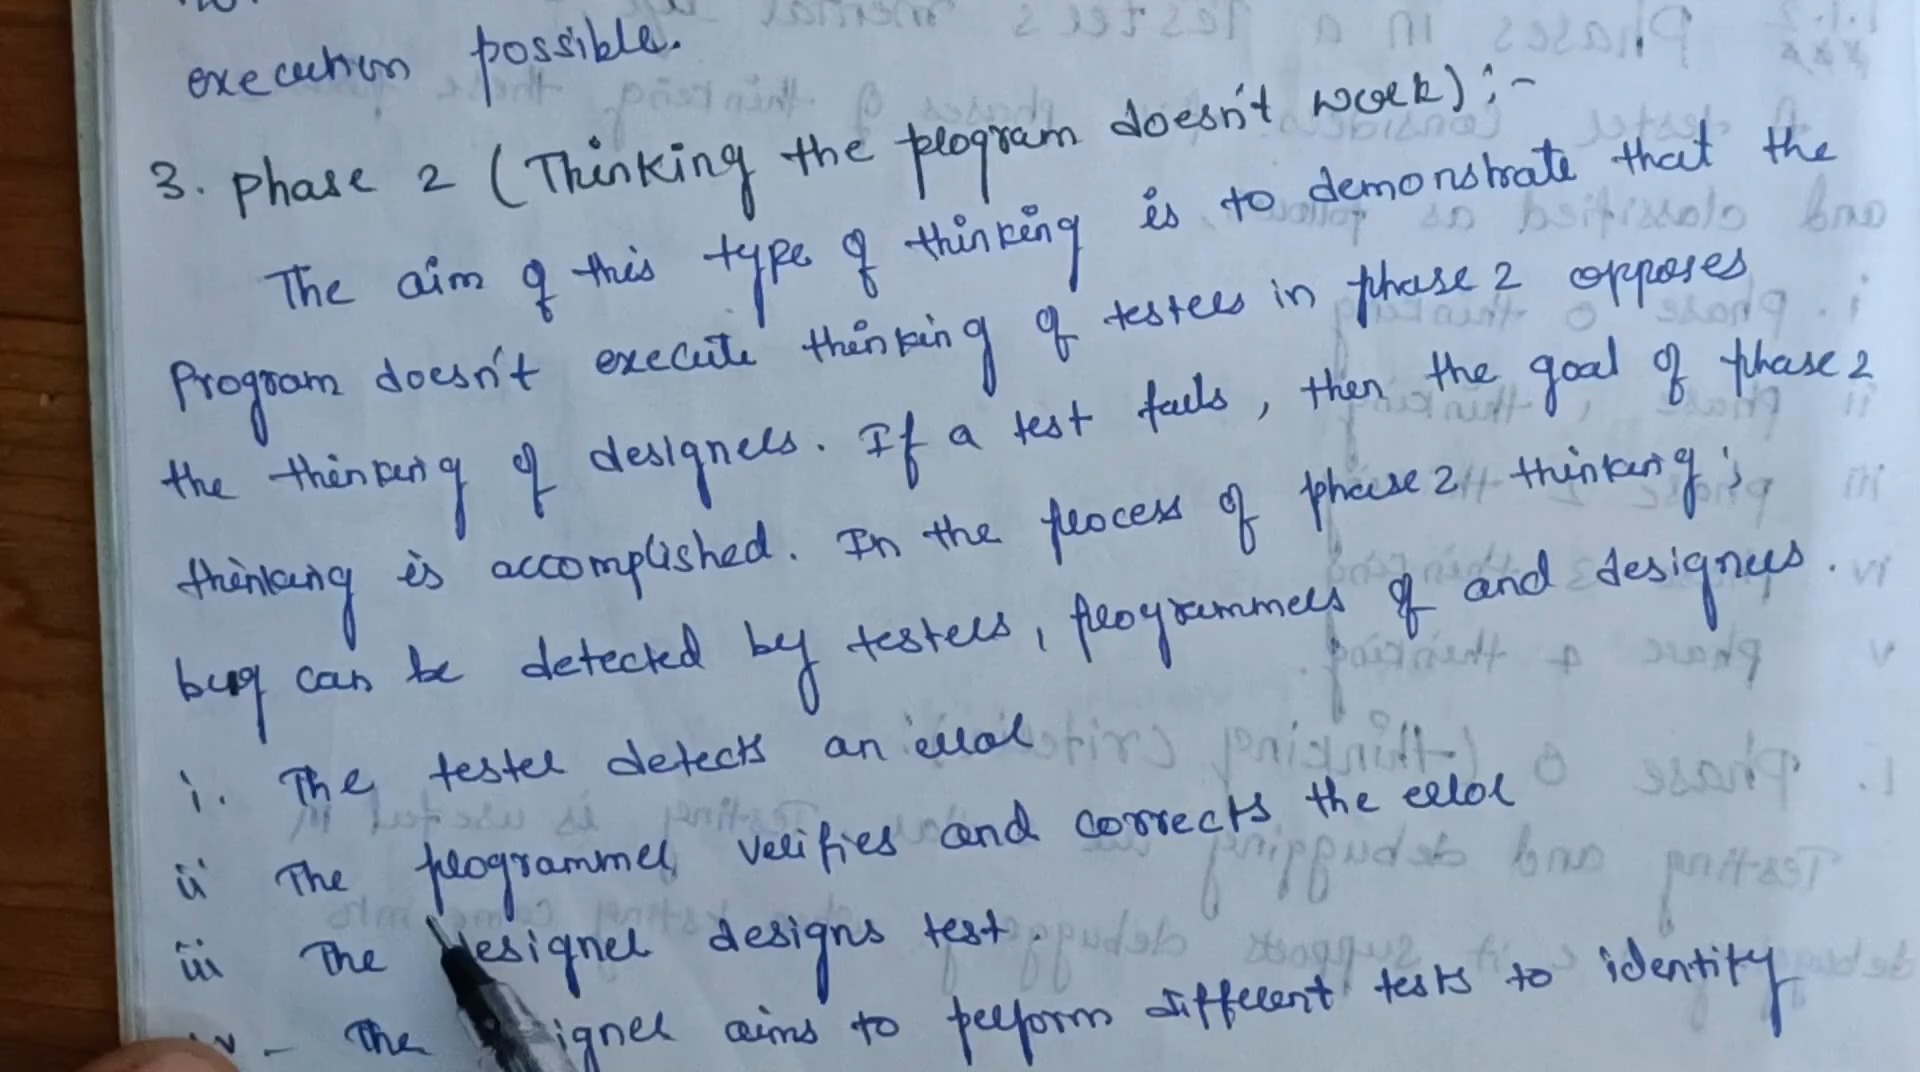 execution possible.
3. phase 2 (Thinking the program doesn't work) :-
The aim of this type of thinking is to demonstrate that the
Program doesn't execute thinking of testers in phase 2 opposes
the thinking of designers. If a test fails, then the goal of phase 2
thinking is accomplished. In the process of phase 2 thinking;
bug can be detected by testers, programmers of and designers.
i. The tester detects an error
ii The programmer verifies and corrects the error
iii The designer designs test.
iv - The aims to perform different tests to identity